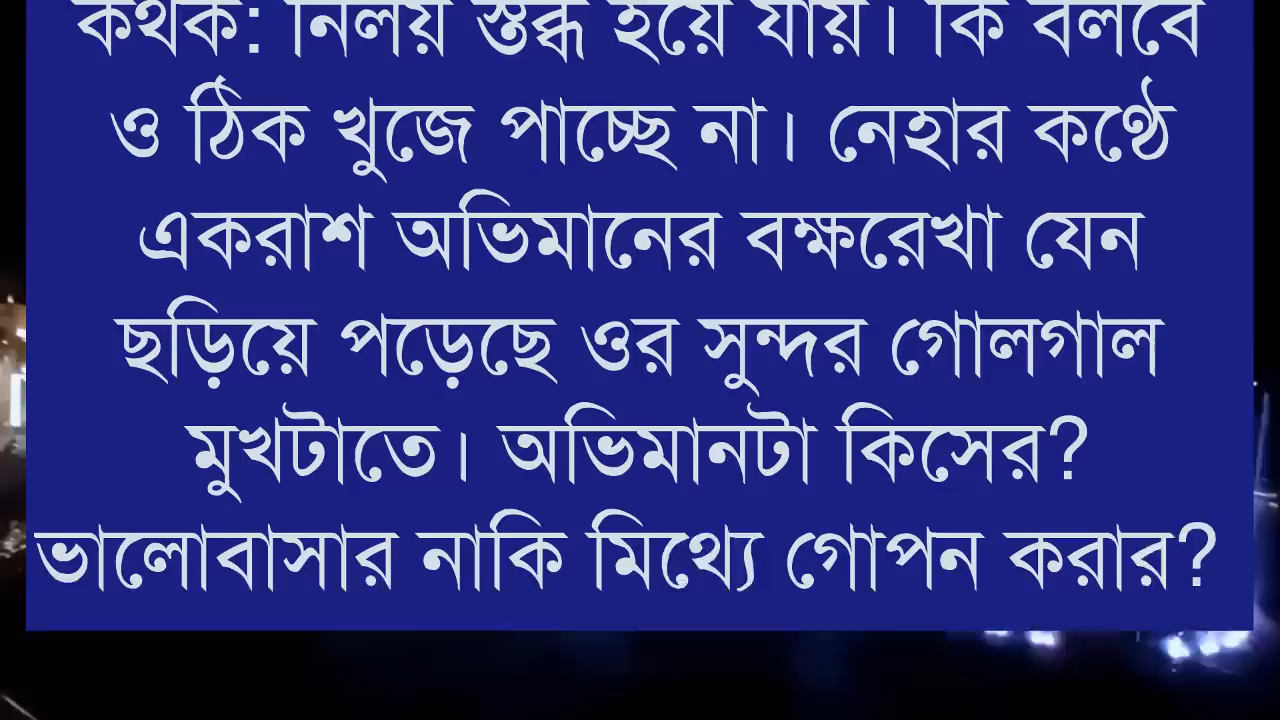 কথক: নিলয় স্তব্ধ হয়ে যায়। কি বলবে
ও ঠিক খুজে পাচ্ছে না। নেহার কণ্ঠে
একরাশ অভিমানের বক্ষরেখা যেন
ছড়িয়ে পড়েছে ওর সুন্দর গোলগাল
মুখটাতে। অভিমানটা কিসের?
ভালোবাসার নাকি মিথ্যে গোপন করার?